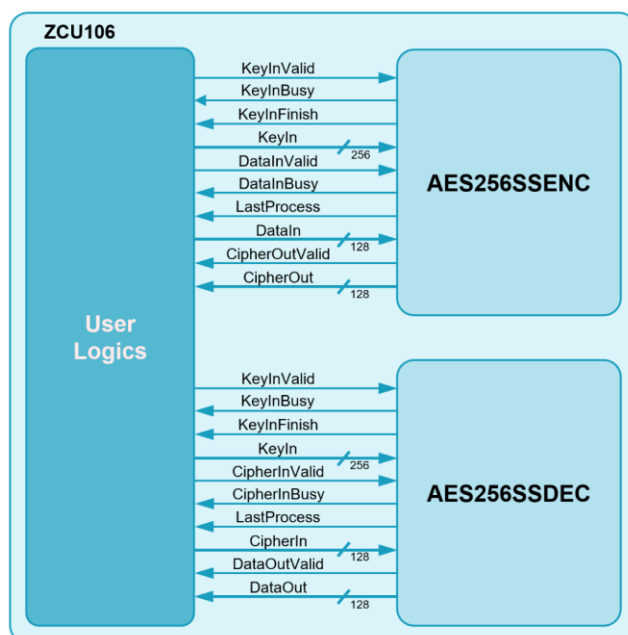 ZCU106
User
Logics
KeyInValid
KeyInBusy
KeyInFinish
KeyIn
256
DataInValid
DataInBusy
LastProcess
DataIn
128
CipherOutValid
CipherOut
128
AES256SSENC
KeyInValid
KeyInBusy
KeyInFinish
KeyIn
256
CipherInValid
CipherInBusy
LastProcess
CipherIn
128
DataOutValid
DataOut
128
AES256SSDEC